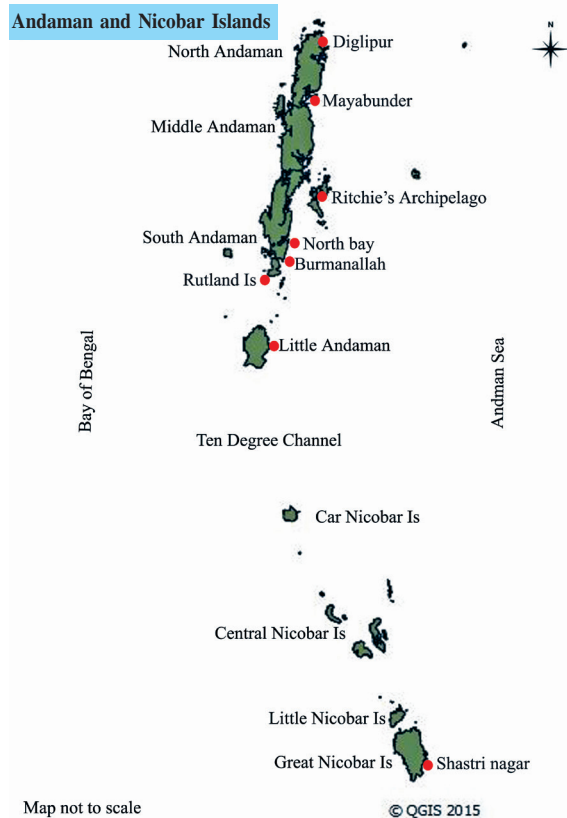 Andaman and Nicobar Islands
N
North Andaman
Diglipur
Mayabunder
Middle Andaman
Ritchie's Archipelago
South Andaman
North bay
Burmanallah
Rutland Is
Little Andaman
Bay of Bengal
Andman Sea
Ten Degree Channel
Car Nicobar Is
Central Nicobar Is
Little Nicobar Is
Great Nicobar Is
Shastri nagar
Map not to scale
© QGIS 2015